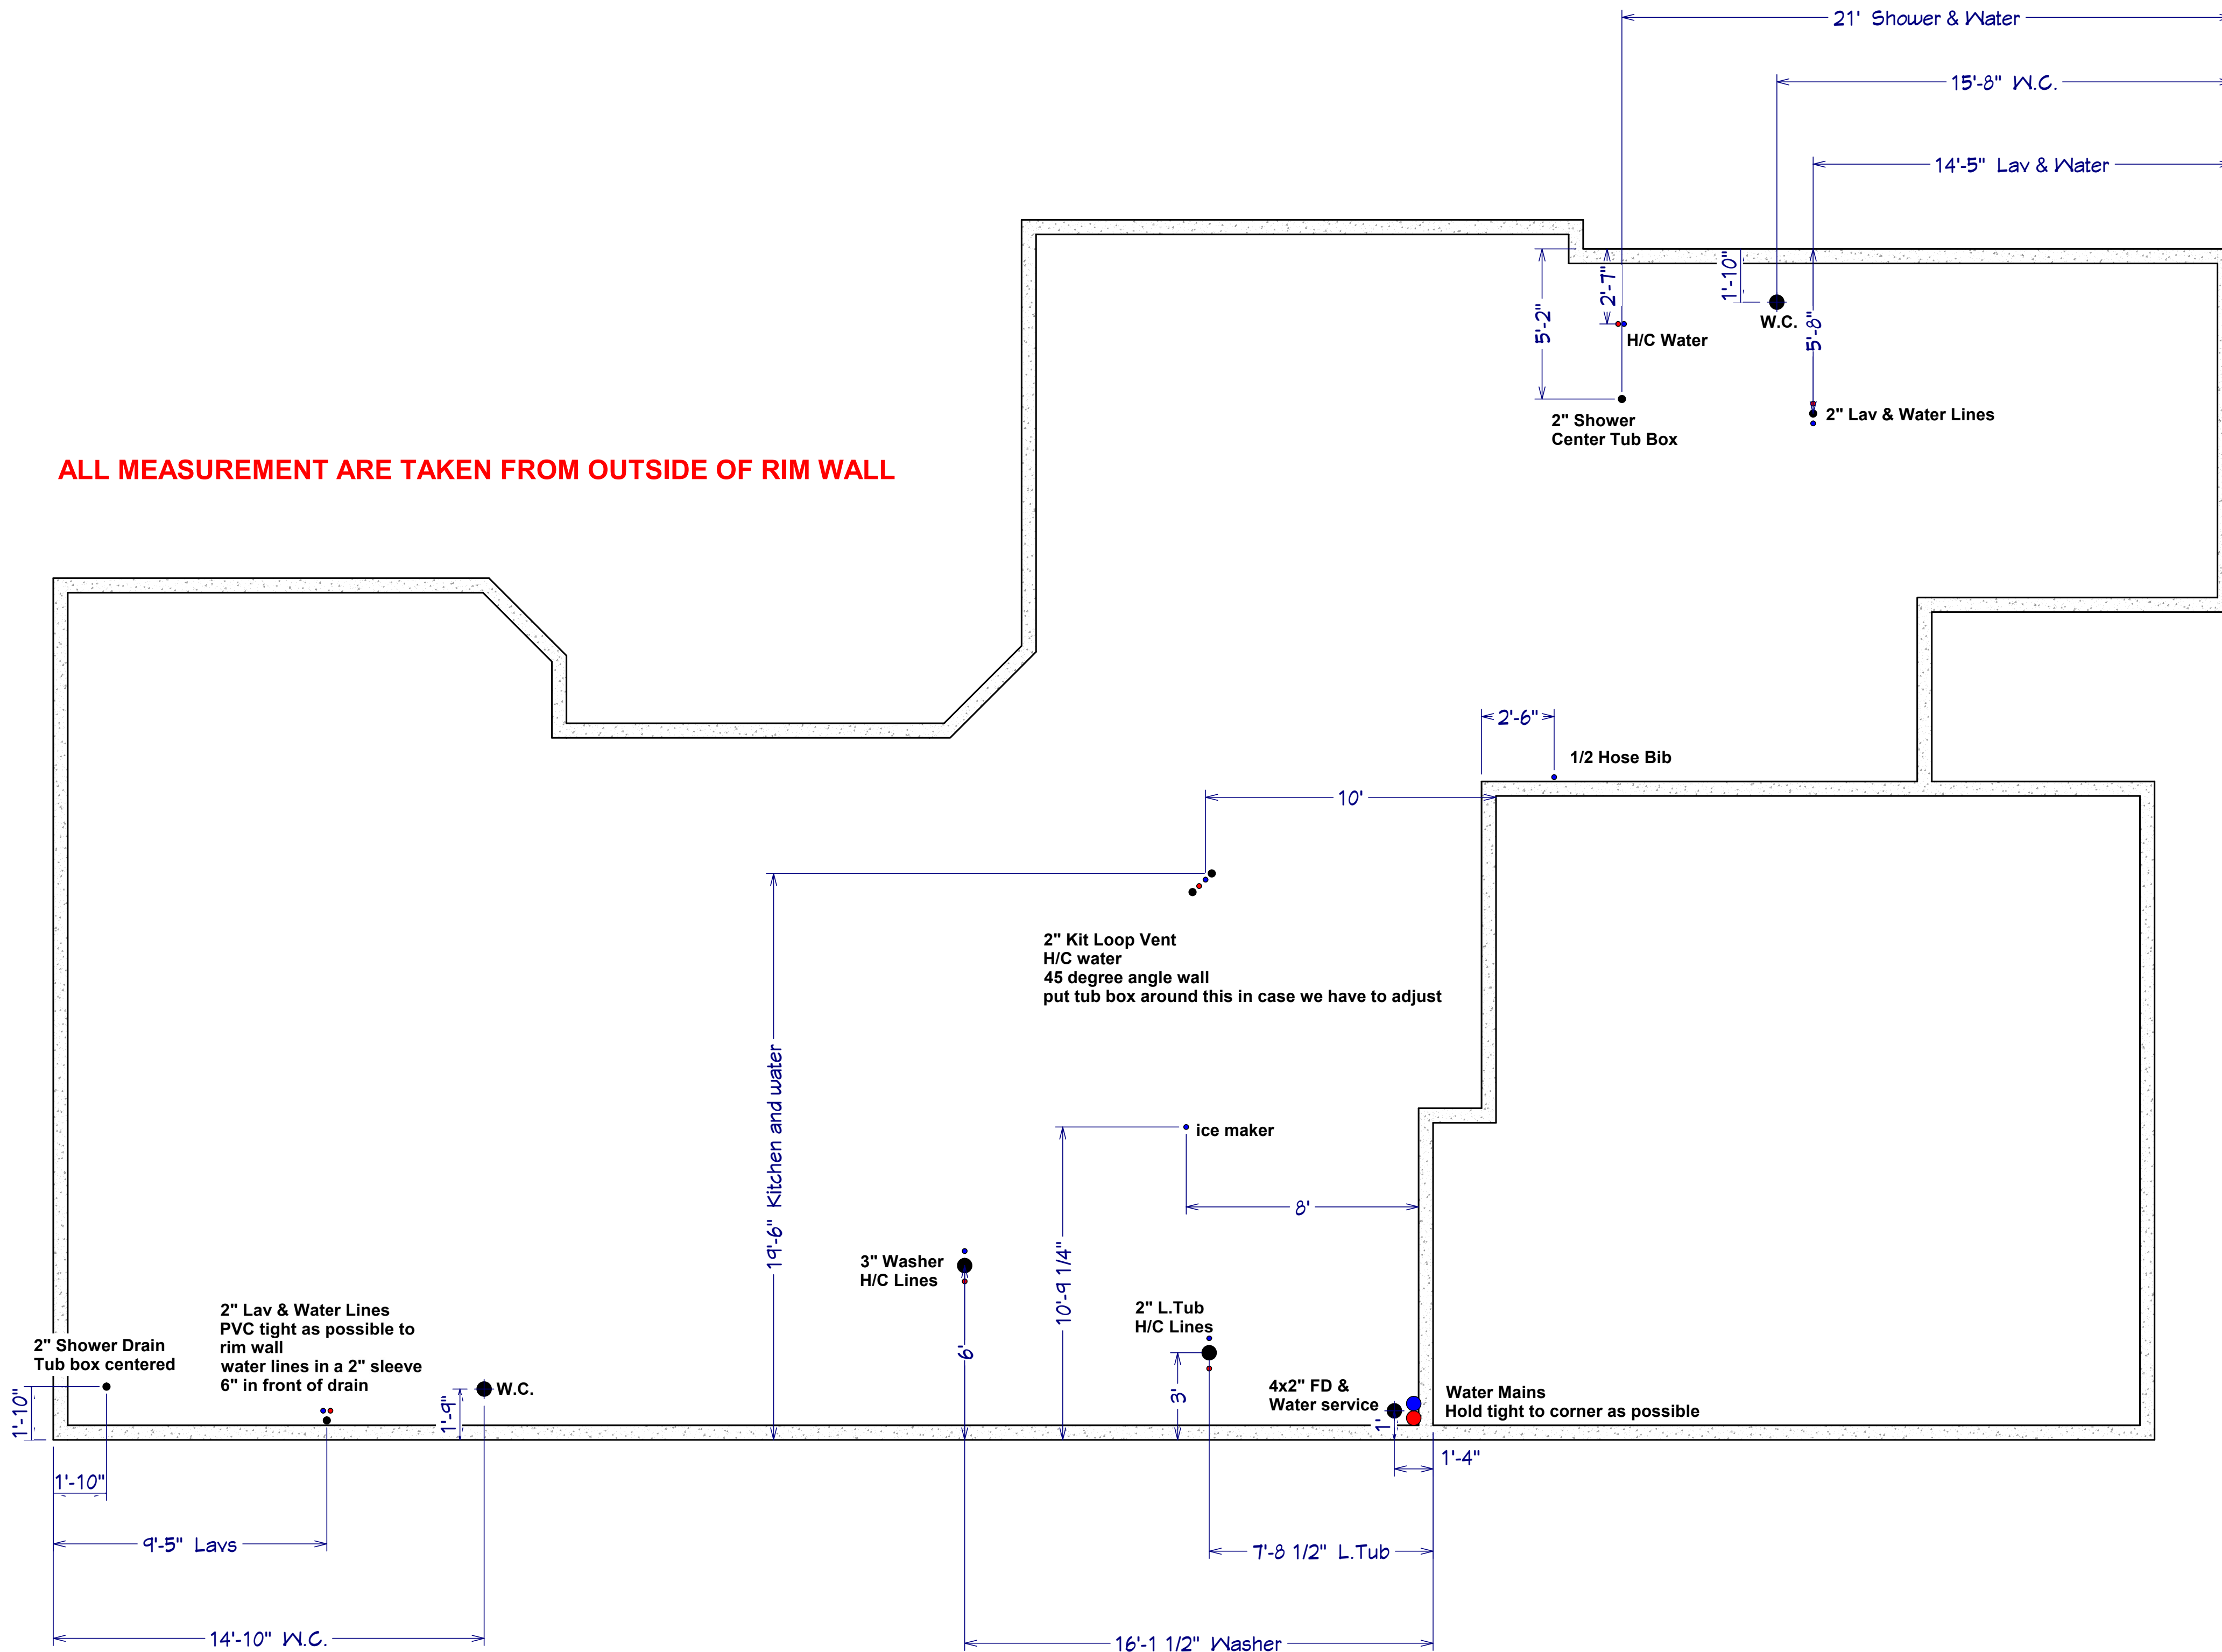 21' Shower & Water
15'-8" W.C.
14'-5" Lav & Water
2'-7"
1'-10"
5'-2"
5'-8"
W.C.
H/C Water
2" Shower
Center Tub Box
2" Lav & Water Lines
ALL MEASUREMENT ARE TAKEN FROM OUTSIDE OF RIM WALL
2'-6"
1/2 Hose Bib
10'
2" Kit Loop Vent
H/C water
45 degree angle wall
put tub box around this in case we have to adjust
19'-6" Kitchen and water
ice maker
8'
10'-9 1/4"
3" Washer
H/C Lines
6'
2" L.Tub
H/C Lines
3'
2" Shower Drain
Tub box centered
2" Lav & Water Lines
PVC tight as possible to
rim wall
water lines in a 2" sleeve
6" in front of drain
W.C.
1'-9"
1'-10"
4x2" FD &
Water service
1'
Water Mains
Hold tight to corner as possible
1'-4"
1'-10"
9'-5" Lavs
7'-8 1/2" L.Tub
14'-10" W.C.
16'-1 1/2" Washer